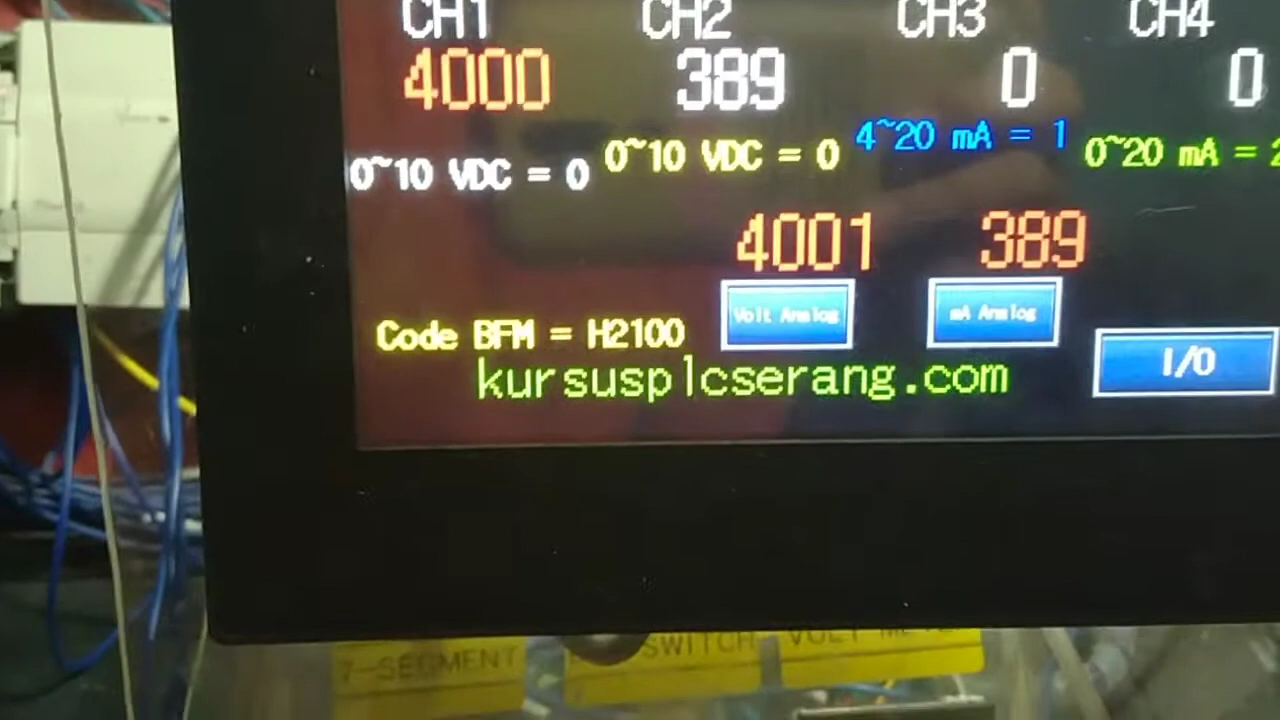 CH1 CH2 CH3 CH4
4000 389 0 0
0~10 VDC = 0 0~10 VDC = 0 4~20 mA = 1 0~20 mA = 2
4001 389
Volt Analog mA Analog
Code BFM = H2100
I/O
kursusplcserang.com
7-SEGMENT SWITCH VOLT